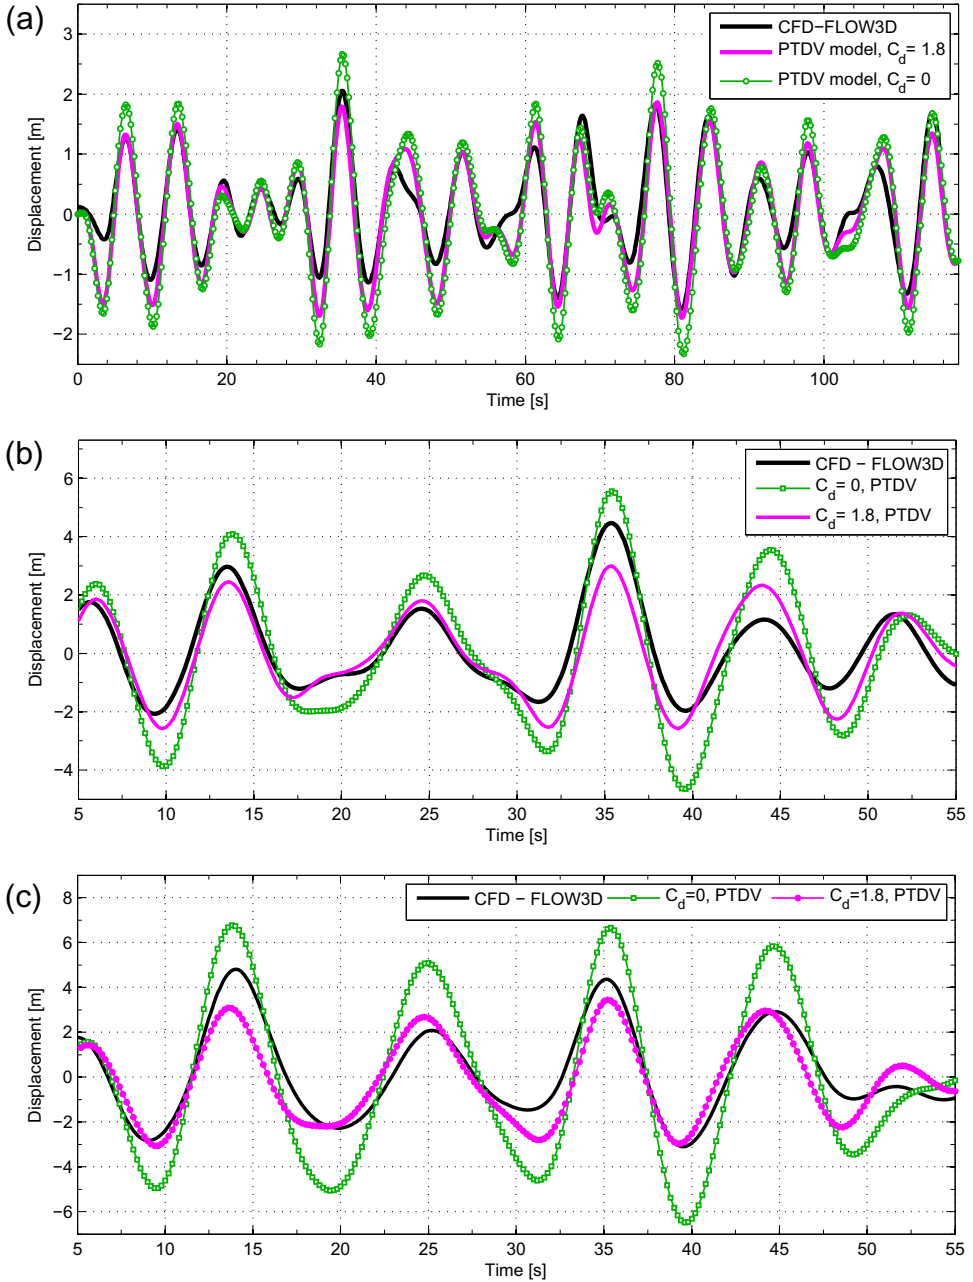 (a)
CFD−FLOW3D
PTDV model, C_d= 1.8
PTDV model, C_d= 0
3
2
1
0
−1
−2
Displacement [m]
0 20 40 60 80 100
Time [s]
(b)
CFD − FLOW3D
C_d= 0, PTDV
C_d= 1.8, PTDV
6
4
2
0
−2
−4
Displacement [m]
5 10 15 20 25 30 35 40 45 50 55
Time [s]
(c)
CFD − FLOW3D C_d=0, PTDV C_d=1.8, PTDV
8
6
4
2
0
−2
−4
−6
Displacement [m]
5 10 15 20 25 30 35 40 45 50 55
Time [s]